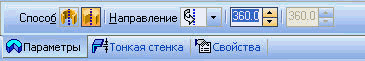 Способ Направление 360.0 360.0
Параметры Тонкая стенка Свойства